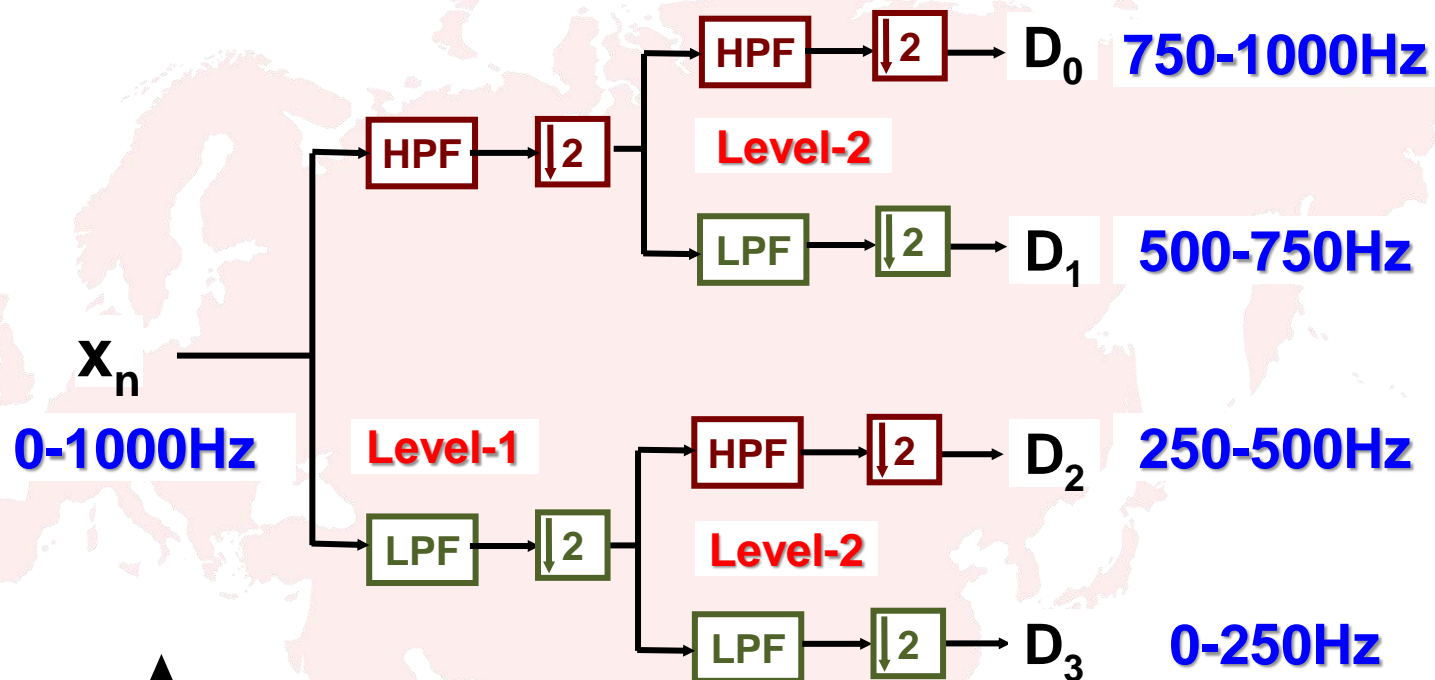 HPF ↓2 D₀ 750-1000Hz
HPF ↓2 Level-2
LPF ↓2 D₁ 500-750Hz
xₙ
0-1000Hz Level-1 HPF ↓2 D₂ 250-500Hz
LPF ↓2 Level-2
LPF ↓2 D₃ 0-250Hz